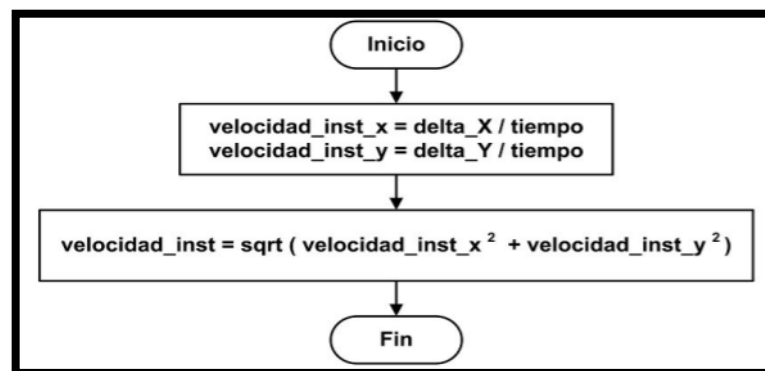 Inicio
velocidad_inst_x = delta_X / tiempo
velocidad_inst_y = delta_Y / tiempo
velocidad_inst = sqrt ( velocidad_inst_x ² + velocidad_inst_y ² )
Fin